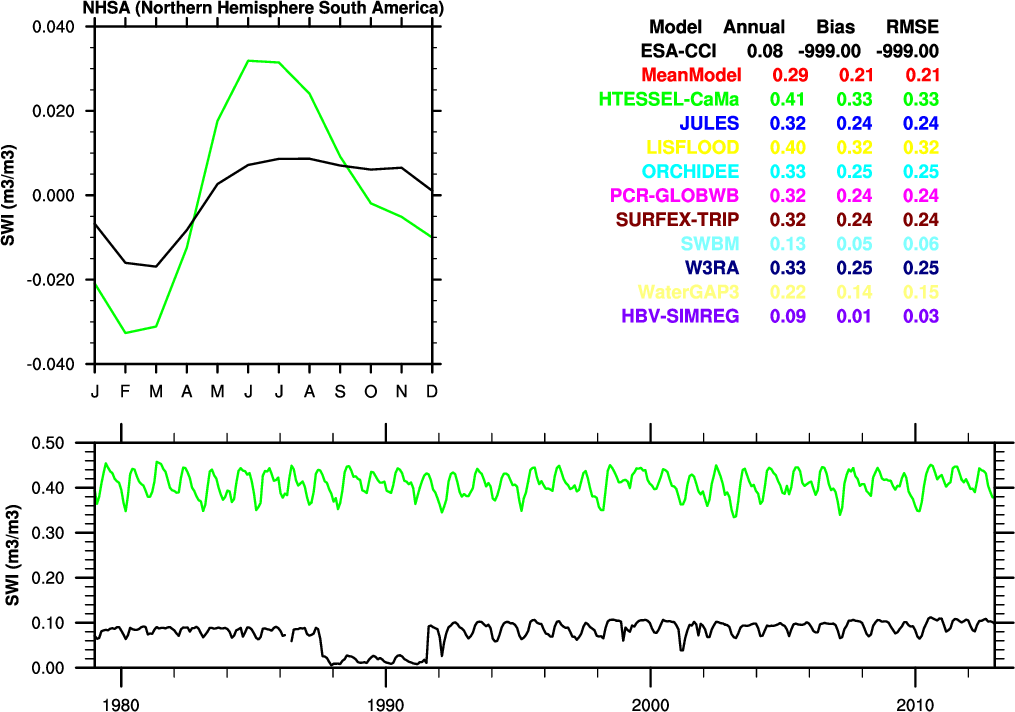 NHSA (Northern Hemisphere South America)
0.040
0.020
0.000
-0.020
-0.040
SWI (m3/m3)
J F M A M J J A S O N D
Model Annual Bias RMSE
ESA-CCI 0.08 -999.00 -999.00
MeanModel 0.29 0.21 0.21
HTESSEL-CaMa 0.41 0.33 0.33
JULES 0.32 0.24 0.24
LISFLOOD 0.40 0.32 0.32
ORCHIDEE 0.33 0.25 0.25
PCR-GLOBWB 0.32 0.24 0.24
SURFEX-TRIP 0.32 0.24 0.24
SWBM 0.13 0.05 0.06
W3RA 0.33 0.25 0.25
WaterGAP3 0.22 0.14 0.15
HBV-SIMREG 0.09 0.01 0.03
0.50
0.40
0.30
0.20
0.10
0.00
SWI (m3/m3)
1980 1990 2000 2010